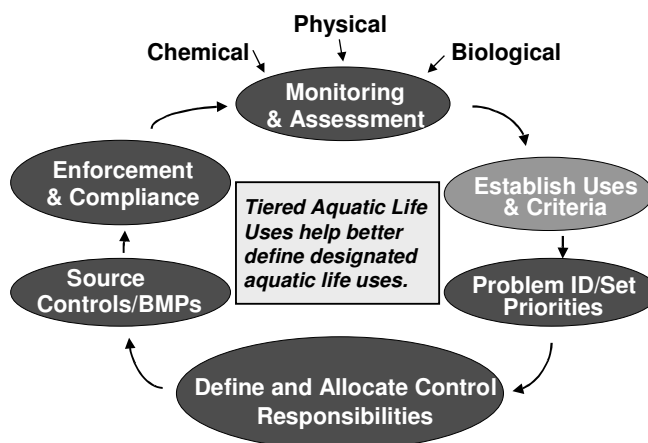 Physical
Chemical
Biological
Monitoring
& Assessment
Establish Uses
& Criteria
Problem ID/Set
Priorities
Define and Allocate Control
Responsibilities
Source
Controls/BMPs
Enforcement
& Compliance
Tiered Aquatic Life
Uses help better
define designated
aquatic life uses.